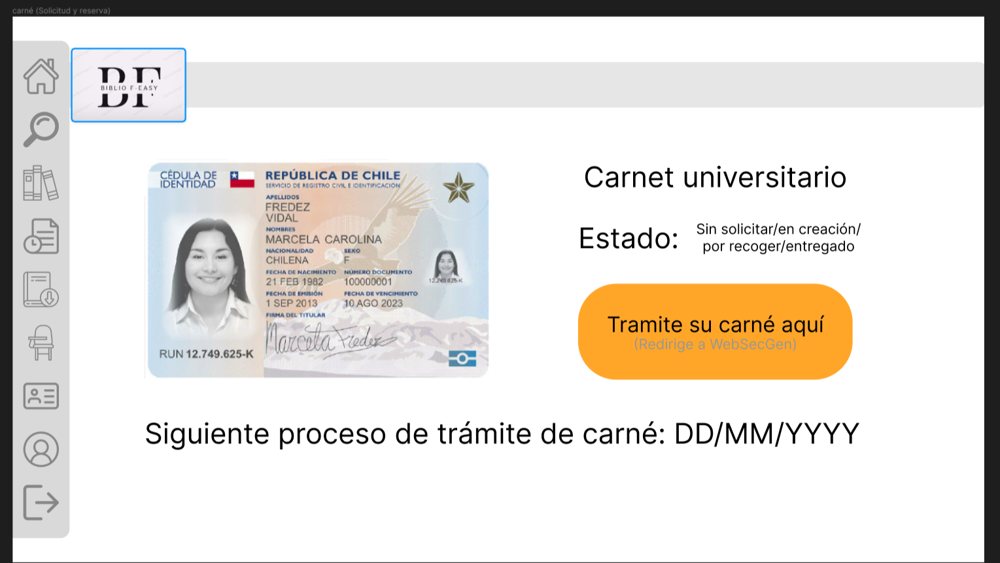 carné (Solicitud y reserva)
BF
BIBLIO F-EASY
CÉDULA DE
IDENTIDAD
REPÚBLICA DE CHILE
SERVICIO DE REGISTRO CIVIL E IDENTIFICACIÓN
APELLIDOS
FREDEZ
VIDAL
NOMBRES
MARCELA CAROLINA
NACIONALIDAD SEXO
CHILENA F
FECHA DE NACIMIENTO NÚMERO DOCUMENTO
21 FEB 1982 100000001
FECHA DE EMISIÓN FECHA DE VENCIMIENTO
1 SEP 2013 10 AGO 2023
FIRMA DEL TITULAR
Marcela Fredez
RUN 12.749.625-K
12.749.625-K
Carnet universitario
Estado: Sin solicitar/en creación/
por recoger/entregado
Tramite su carné aquí
(Redirige a WebSecGen)
Siguiente proceso de trámite de carné: DD/MM/YYYY